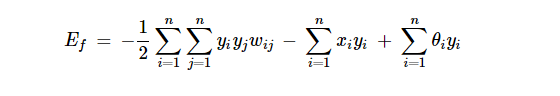 $E_f = -\frac{1}{2} \sum_{i=1}^{n} \sum_{j=1}^{n} y_i y_j w_{ij} - \sum_{i=1}^{n} x_i y_i + \sum_{i=1}^{n} \theta_i y_i$